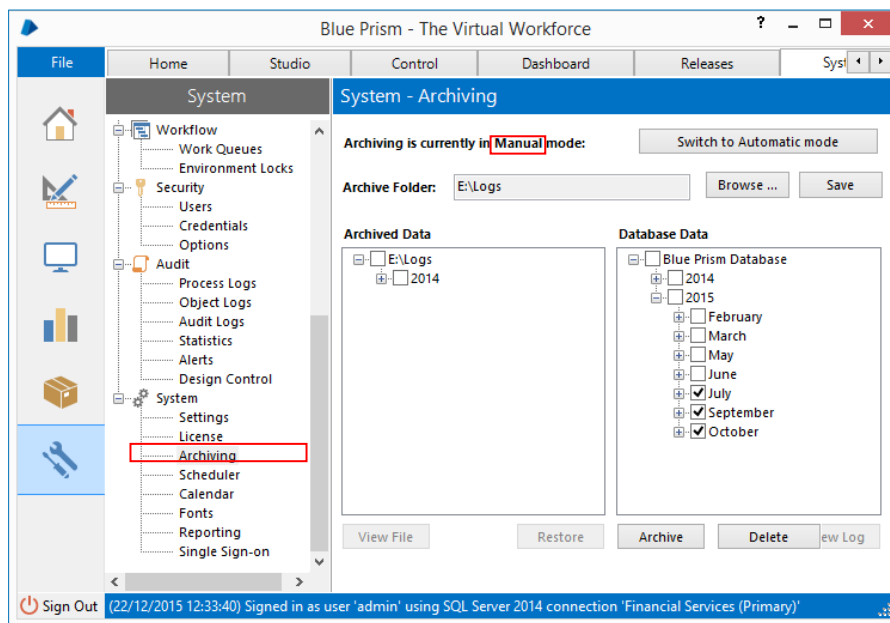 Blue Prism - The Virtual Workforce
?
File
Home
Studio
Control
Dashboard
Releases
Syst
System
System - Archiving
Workflow
Work Queues
Environment Locks
Security
Users
Credentials
Options
Audit
Process Logs
Object Logs
Audit Logs
Statistics
Alerts
Design Control
System
Settings
License
Archiving
Scheduler
Calendar
Fonts
Reporting
Single Sign-on
Archiving is currently in Manual mode:
Switch to Automatic mode
Archive Folder:
E:\Logs
Browse ...
Save
Archived Data
E:\Logs
2014
Database Data
Blue Prism Database
2014
2015
February
March
May
June
July
September
October
View File
Restore
Archive
Delete
ew Log
Sign Out
(22/12/2015 12:33:40) Signed in as user 'admin' using SQL Server 2014 connection 'Financial Services (Primary)'